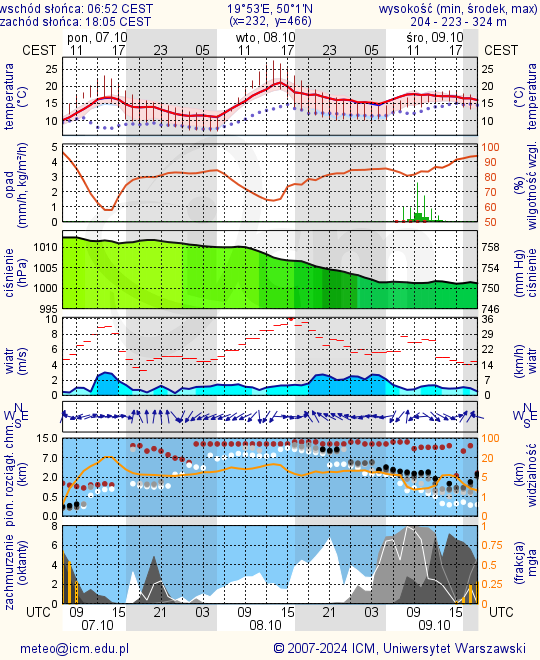 wschód słońca: 06:52 CEST 19°53'E, 50°1'N wysokość (min, środek, max)
zachód słońca: 18:05 CEST (x=232, y=466) 204 - 223 - 324 m
pon, 07.10 wto, 08.10 śro, 09.10
CEST 11 17 23 05 11 17 23 05 11 17 CEST
temperatura (°C) 25 20 15 10 25 20 15 10 (°C) temperatura
opad (mm/h, kg/m²/h) 5 4 3 2 1 0 100 90 80 70 60 50 (%) wilgotność wzgl.
ciśnienie (hPa) 1010 1005 1000 995 758 754 750 746 (mm Hg) ciśnienie
wiatr (m/s) 10 8 6 4 2 0 36 29 22 14 7 0 (km/h) wiatr
N W E S N W E S
pion. rozciągł. chm. (km) 15.0 7.0 2.0 0.5 0.0 100 20 5 1 0 (km) widzialność
zachmurzenie (oktanty) 8 6 4 2 0 1 0.75 0.5 0.25 0 (frakcja) mgła
UTC 09 15 21 03 09 15 21 03 09 15 UTC
07.10 08.10 09.10
meteo@icm.edu.pl © 2007-2024 ICM, Uniwersytet Warszawski